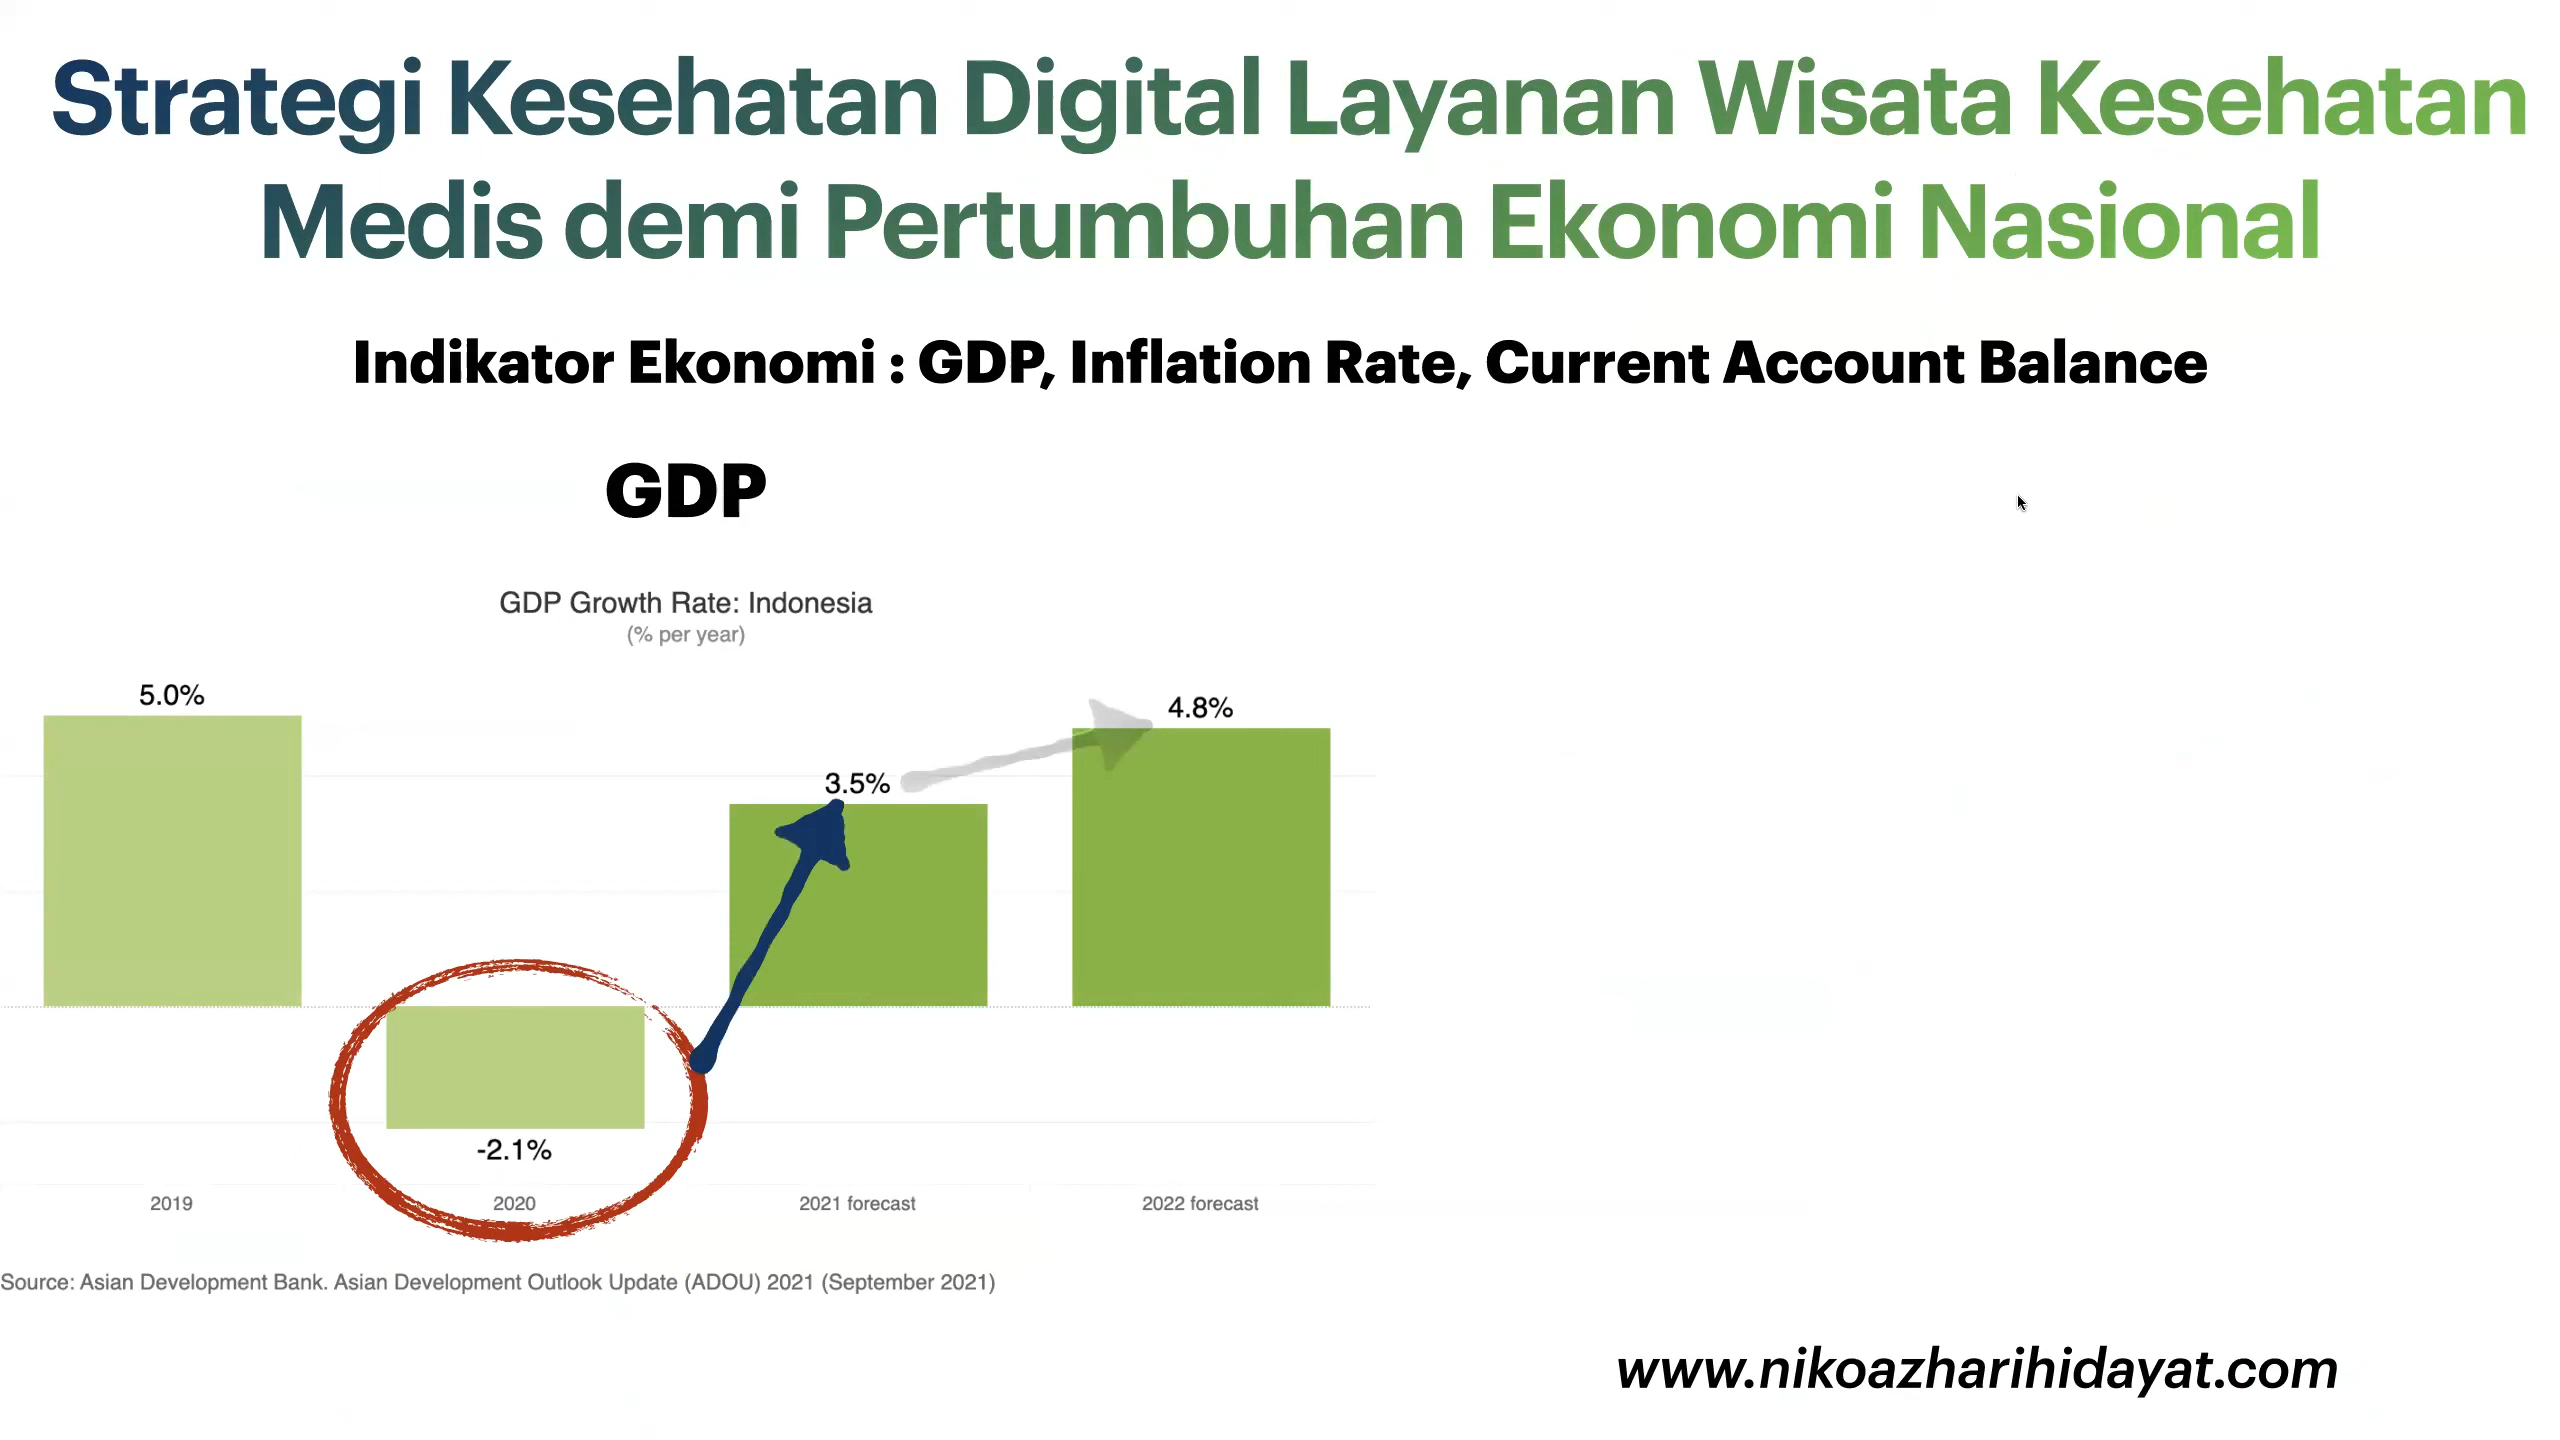 Strategi Kesehatan Digital Layanan Wisata Kesehatan
Medis demi Pertumbuhan Ekonomi Nasional
Indikator Ekonomi : GDP, Inflation Rate, Current Account Balance
GDP
GDP Growth Rate: Indonesia
(% per year)
5.0%
4.8%
3.5%
-2.1%
2019
2020
2021 forecast
2022 forecast
Source: Asian Development Bank. Asian Development Outlook Update (ADOU) 2021 (September 2021)
www.nikoazharihidayat.com